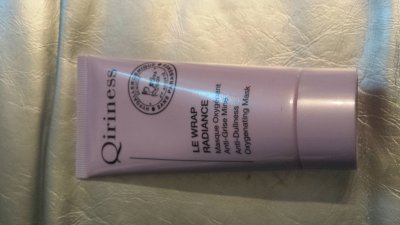 Qiriness
LE WRAP
RADIANCE
Masque Oxygénant
Anti-Grise Mine
Anti-Dullness
Oxygenating Mask